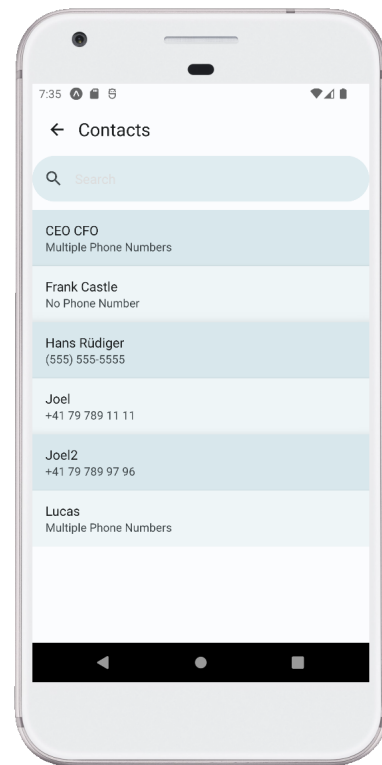 7:35
Contacts
Search
CEO CFO
Multiple Phone Numbers
Frank Castle
No Phone Number
Hans Rüdiger
(555) 555-5555
Joel
+41 79 789 11 11
Joel2
+41 79 789 97 96
Lucas
Multiple Phone Numbers